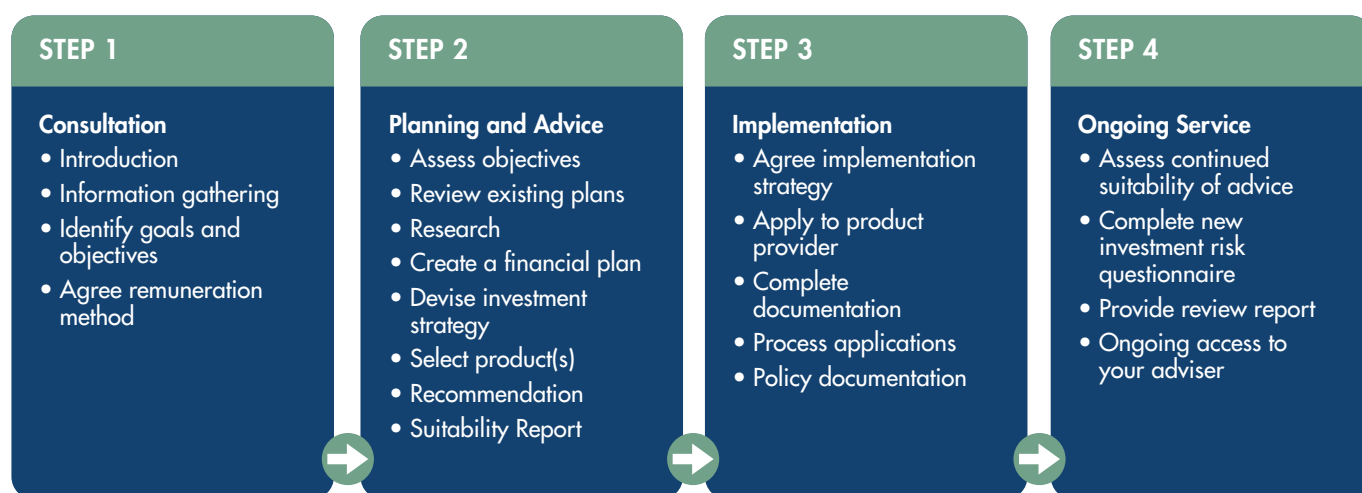 STEP 1
Consultation
• Introduction
• Information gathering
• Identify goals and
objectives
• Agree remuneration
method
STEP 2
Planning and Advice
• Assess objectives
• Review existing plans
• Research
• Create a financial plan
• Devise investment
strategy
• Select product(s)
• Recommendation
• Suitability Report
STEP 3
Implementation
• Agree implementation
strategy
• Apply to product
provider
• Complete
documentation
• Process applications
• Policy documentation
STEP 4
Ongoing Service
• Assess continued
suitability of advice
• Complete new
investment risk
questionnaire
• Provide review report
• Ongoing access to
your adviser